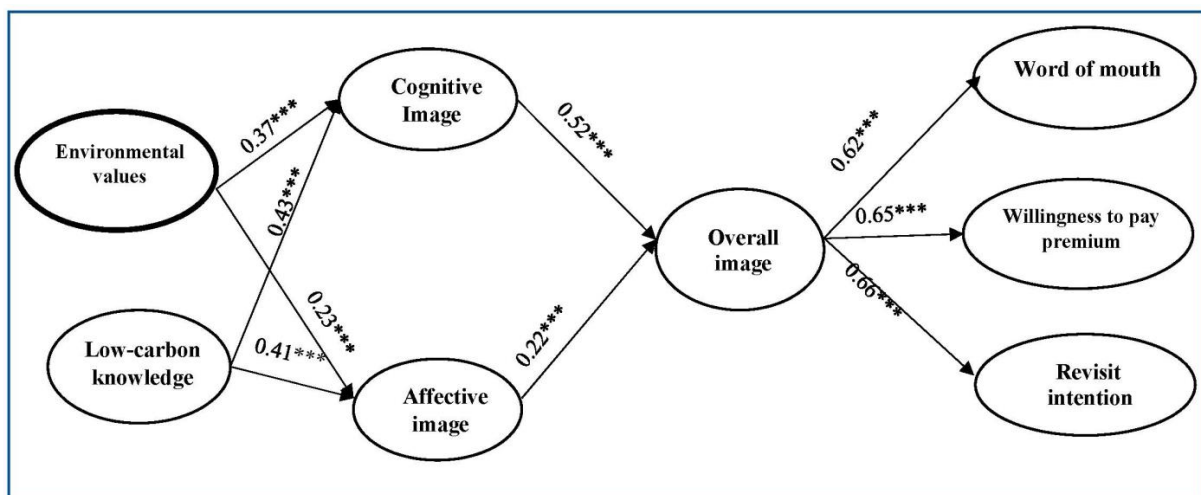 Environmental
values
Low-carbon
knowledge
0.37***
0.43***
0.23***
0.41***
Cognitive
Image
Affective
image
0.52***
0.22***
Overall
image
0.62***
0.65***
0.66***
Word of mouth
Willingness to pay
premium
Revisit
intention